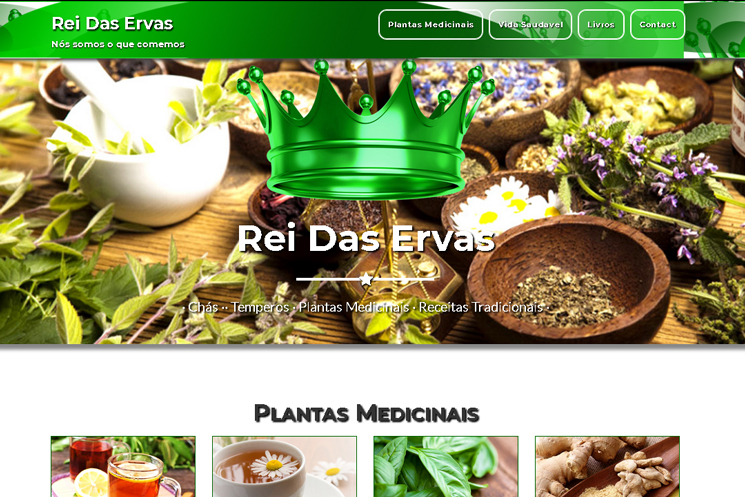 Rei Das Ervas
Nós somos o que comemos
Plantas Medicinais
Vida Saudavel
Livros
Contact
Rei Das Ervas
· Chás · · Temperos · Plantas Medicinais · Receitas Tradicionais ·
Plantas Medicinais